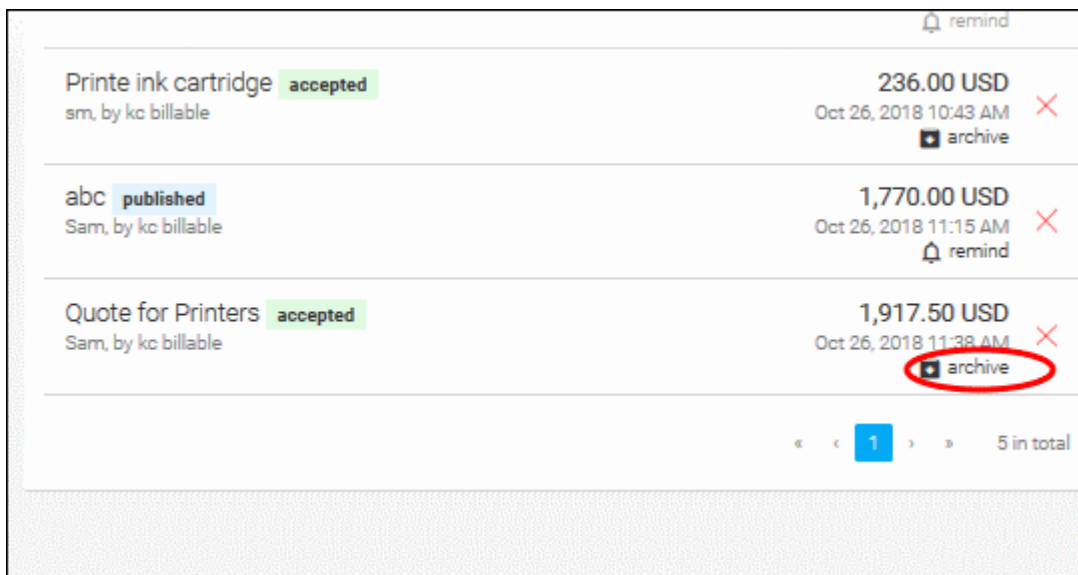 remind
Printe ink cartridge accepted 236.00 USD
sm, by kc billable Oct 26, 2018 10:43 AM
archive
abc published 1,770.00 USD
Sam, by kc billable Oct 26, 2018 11:15 AM
remind
Quote for Printers accepted 1,917.50 USD
Sam, by kc billable Oct 26, 2018 11:38 AM
archive
« ‹ 1 › » 5 in total